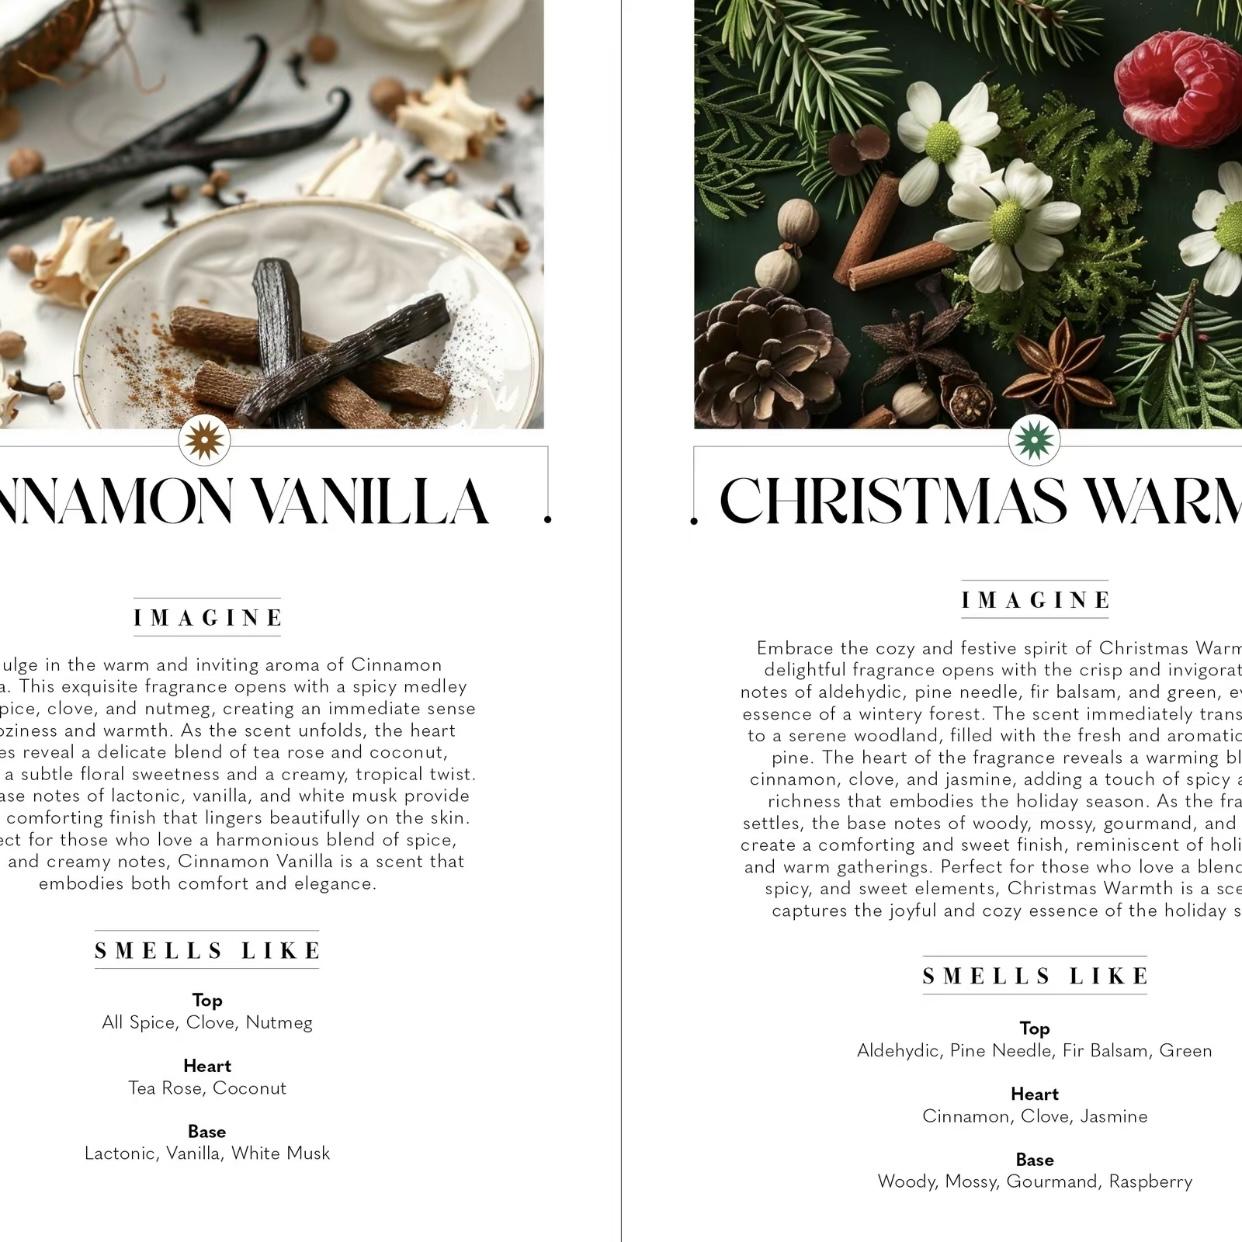 NNAMON VANILLA
IMAGINE
ulge in the warm and inviting aroma of Cinnamon
a. This exquisite fragrance opens with a spicy medley
pice, clove, and nutmeg, creating an immediate sense
oziness and warmth. As the scent unfolds, the heart
es reveal a delicate blend of tea rose and coconut,
a subtle floral sweetness and a creamy, tropical twist.
ase notes of lactonic, vanilla, and white musk provide
comforting finish that lingers beautifully on the skin.
ect for those who love a harmonious blend of spice,
and creamy notes, Cinnamon Vanilla is a scent that
embodies both comfort and elegance.
SMELLS LIKE
Top
All Spice, Clove, Nutmeg
Heart
Tea Rose, Coconut
Base
Lactonic, Vanilla, White Musk
CHRISTMAS WARM
IMAGINE
Embrace the cozy and festive spirit of Christmas Warm
delightful fragrance opens with the crisp and invigorat
notes of aldehydic, pine needle, fir balsam, and green, ev
essence of a wintery forest. The scent immediately trans
to a serene woodland, filled with the fresh and aromatic
pine. The heart of the fragrance reveals a warming bl
cinnamon, clove, and jasmine, adding a touch of spicy a
richness that embodies the holiday season. As the fra
settles, the base notes of woody, mossy, gourmand, and
create a comforting and sweet finish, reminiscent of holi
and warm gatherings. Perfect for those who love a blend
spicy, and sweet elements, Christmas Warmth is a sce
captures the joyful and cozy essence of the holiday s
SMELLS LIKE
Top
Aldehydic, Pine Needle, Fir Balsam, Green
Heart
Cinnamon, Clove, Jasmine
Base
Woody, Mossy, Gourmand, Raspberry